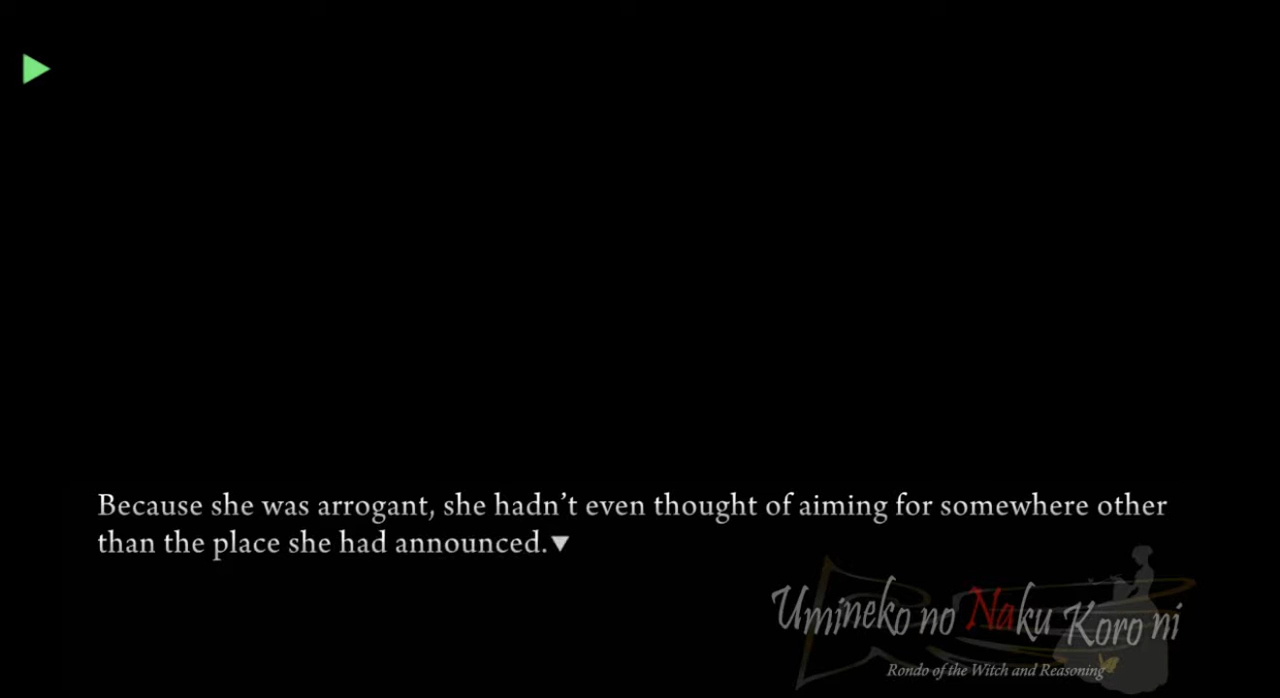 Because she was arrogant, she hadn't even thought of aiming for somewhere other
than the place she had announced.
Umineko no Naku Koro ni
Rondo of the Witch and Reasoning